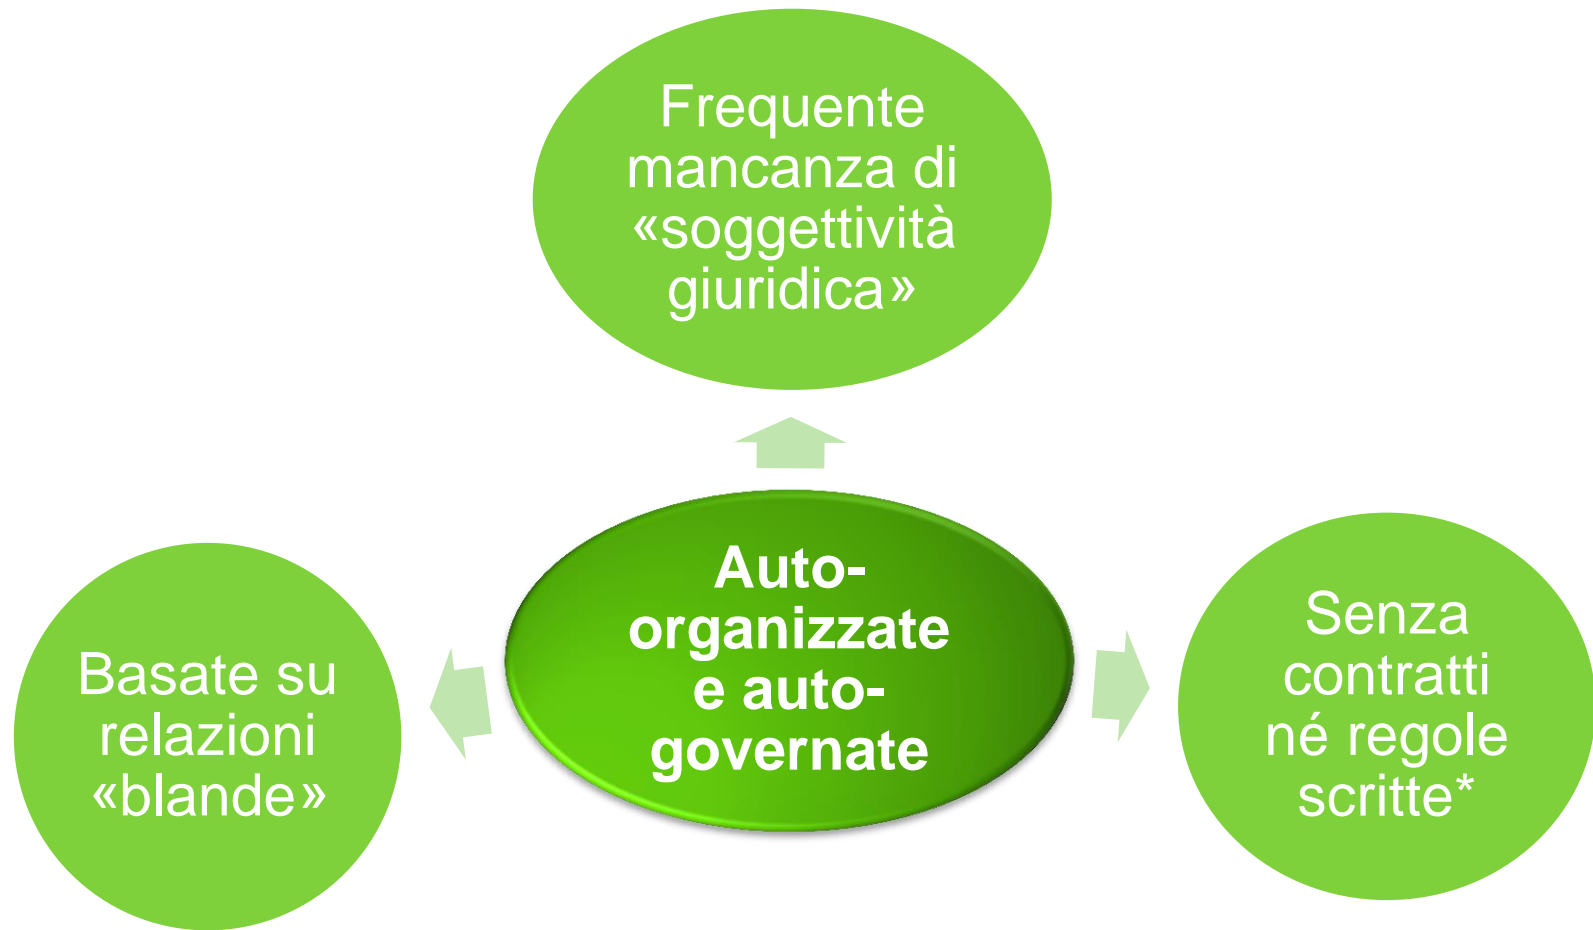 Frequente
mancanza di
«soggettività
giuridica»
Auto-
organizzate
e auto-
governate
Basate su
relazioni
«blande»
Senza
contratti
né regole
scritte*